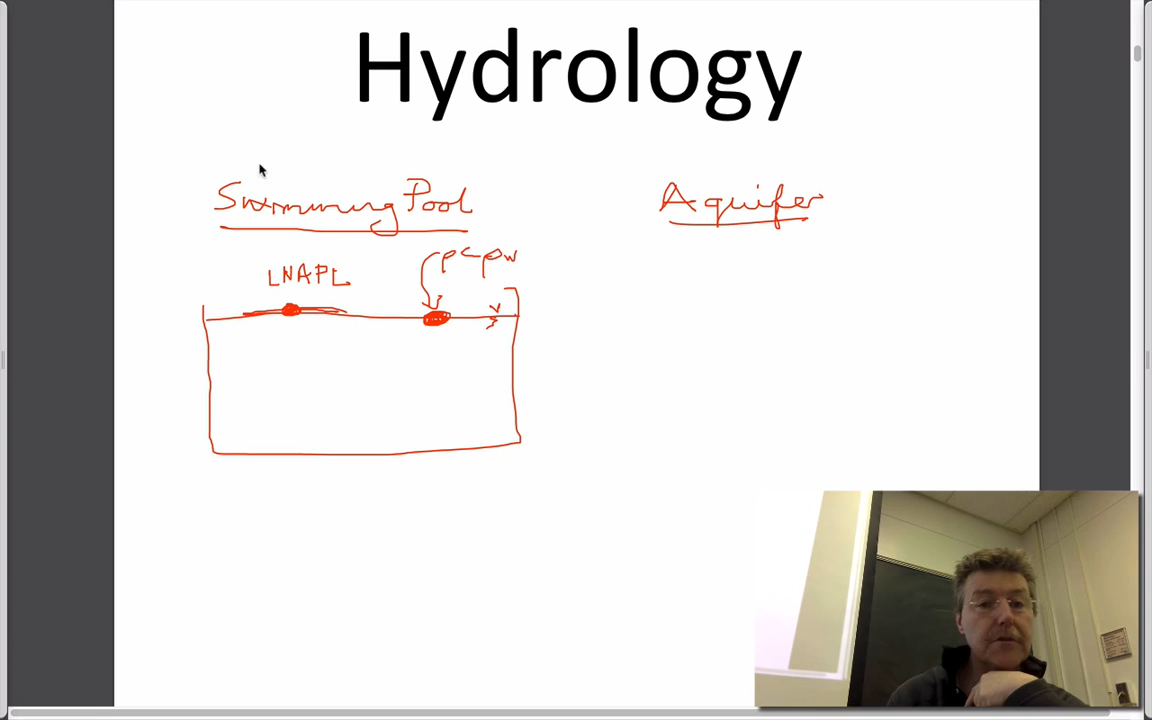 Hydrology
Swimming Pool
Aquifer
LNAPL
ρ<ρw